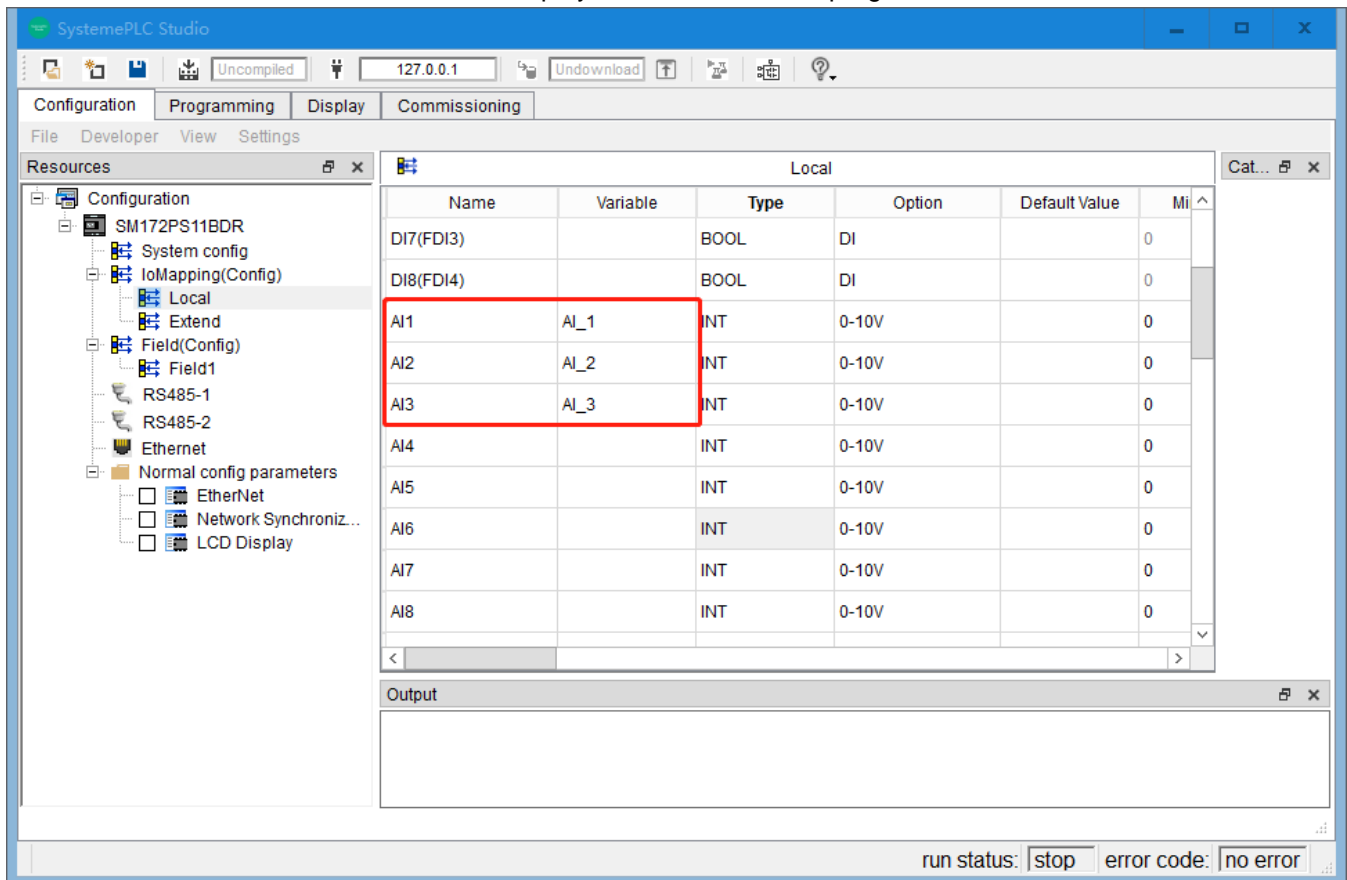 SystemePLC Studio
Uncompiled 127.0.0.1 Undownload
Configuration Programming Display Commissioning
File Developer View Settings
Resources
Local
Cat...
Configuration
SM172PS11BDR
System config
IoMapping(Config)
Local
Extend
Field(Config)
Field1
RS485-1
RS485-2
Ethernet
Normal config parameters
EtherNet
Network Synchroniz...
LCD Display
Name Variable Type Option Default Value Mi
DI7(FDI3) BOOL DI 0
DI8(FDI4) BOOL DI 0
AI1 AI_1 INT 0-10V 0
AI2 AI_2 INT 0-10V 0
AI3 AI_3 INT 0-10V 0
AI4 INT 0-10V 0
AI5 INT 0-10V 0
AI6 INT 0-10V 0
AI7 INT 0-10V 0
AI8 INT 0-10V 0
Output
run status: stop error code: no error